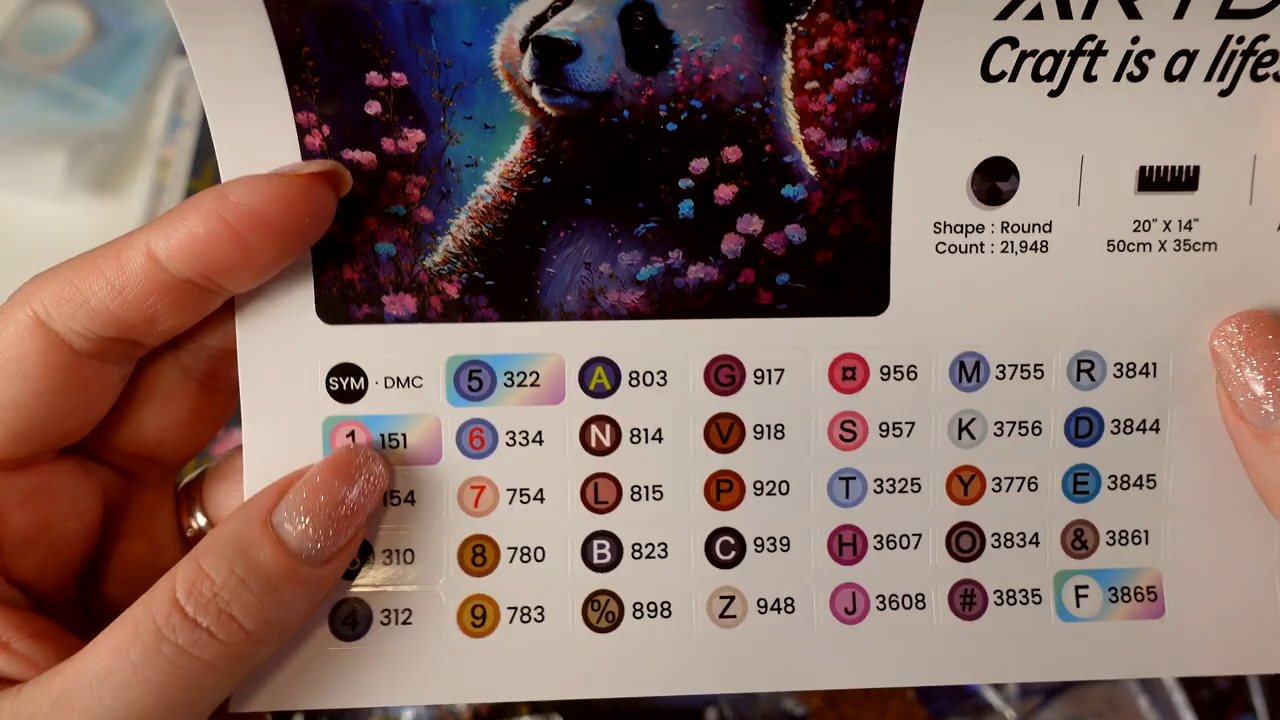 Craft is a
Shape : Round
Count : 21,948
20" X 14"
50cm X 35cm
SYM · DMC
5 322
A 803
G 917
¤ 956
M 3755
R 3841
1 151
6 334
N 814
V 918
S 957
K 3756
D 3844
154
7 754
L 815
P 920
T 3325
Y 3776
E 3845
310
8 780
B 823
C 939
H 3607
O 3834
& 3861
4 312
9 783
% 898
Z 948
J 3608
# 3835
F 3865